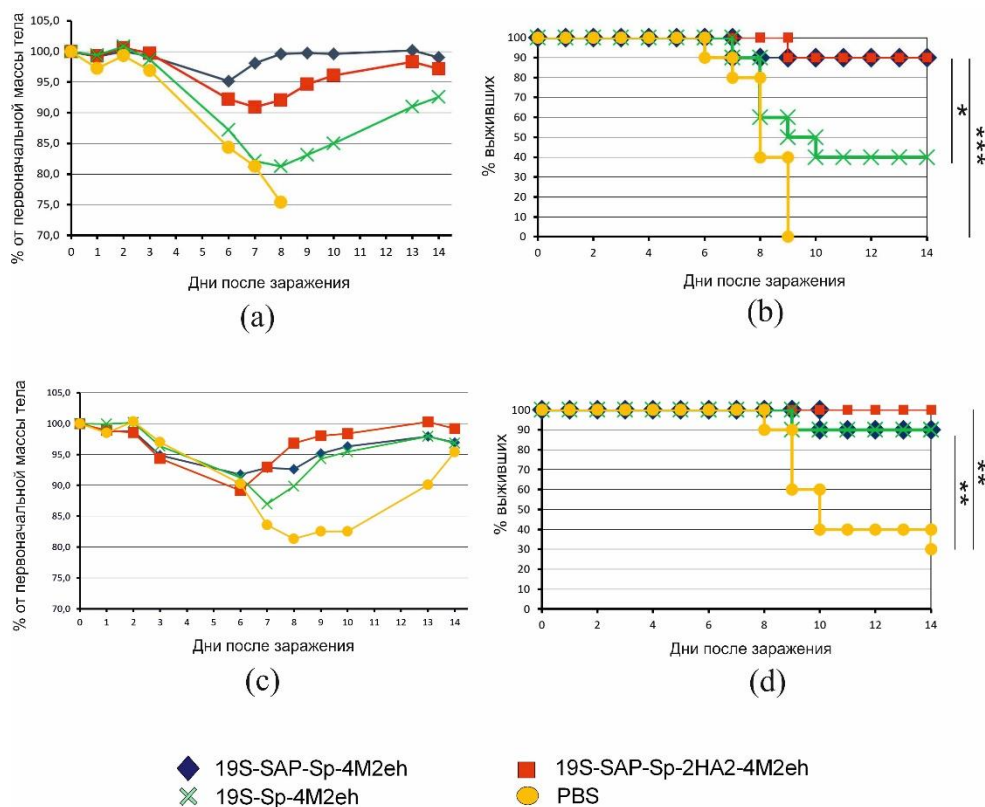 % от первоначальной массы тела
105,0
100,0
95,0
90,0
85,0
80,0
75,0
70,0
0 1 2 3 4 5 6 7 8 9 10 11 12 13 14
Дни после заражения
(a)
% выживших
100
90
80
70
60
50
40
30
20
10
0
0 2 4 6 8 10 12 14
*
***
Дни после заражения
(b)
% от первоначальной массы тела
105,0
100,0
95,0
90,0
85,0
80,0
75,0
70,0
0 1 2 3 4 5 6 7 8 9 10 11 12 13 14
Дни после заражения
(c)
% выживших
100
90
80
70
60
50
40
30
20
10
0
0 2 4 6 8 10 12 14
**
**
Дни после заражения
(d)
19S-SAP-Sp-4M2eh
19S-SAP-Sp-2HA2-4M2eh
19S-Sp-4M2eh
PBS